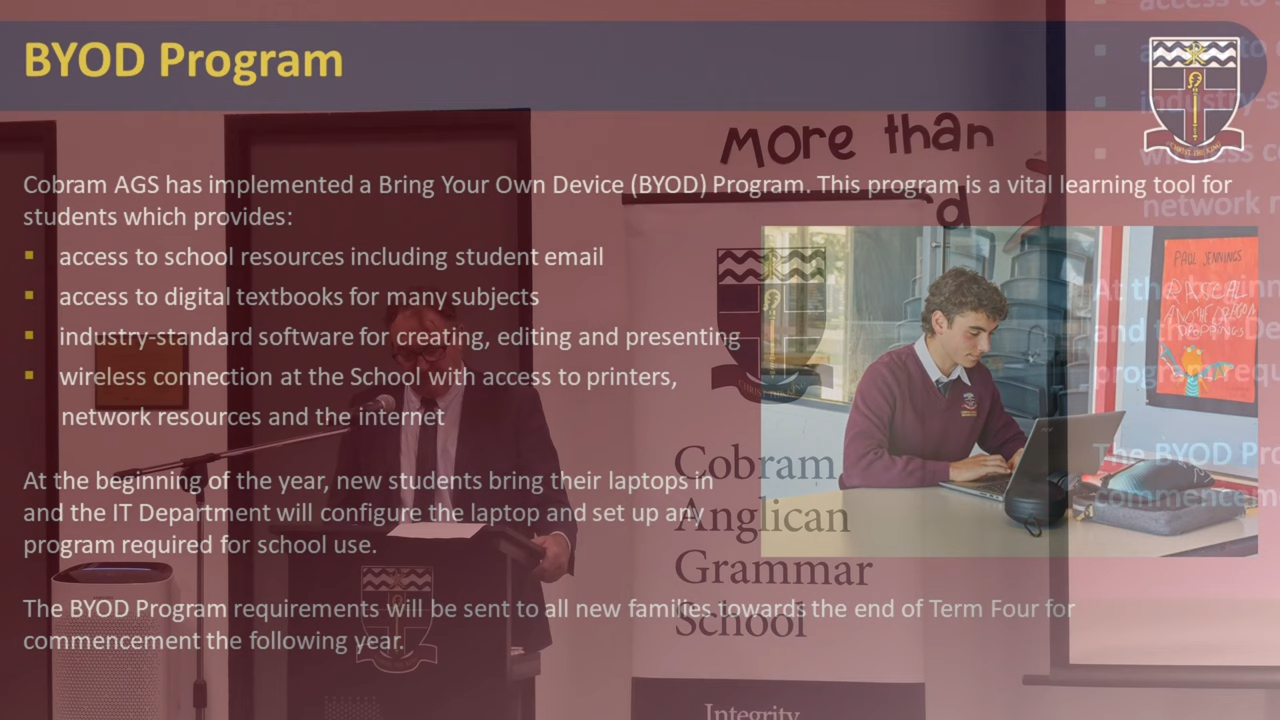 BYOD Program
Cobram AGS has implemented a Bring Your Own Device (BYOD) Program. This program is a vital learning tool for
students which provides:
access to school resources including student email
access to digital textbooks for many subjects
industry-standard software for creating, editing and presenting
wireless connection at the School with access to printers,
network resources and the internet
At the beginning of the year, new students bring their laptops in
and the IT Department will configure the laptop and set up any
program required for school use.
The BYOD Program requirements will be sent to all new families towards the end of Term Four for
commencement the following year.
more than
Cobram
Anglican
Grammar
School
Integrity
PAUL JENNINGS